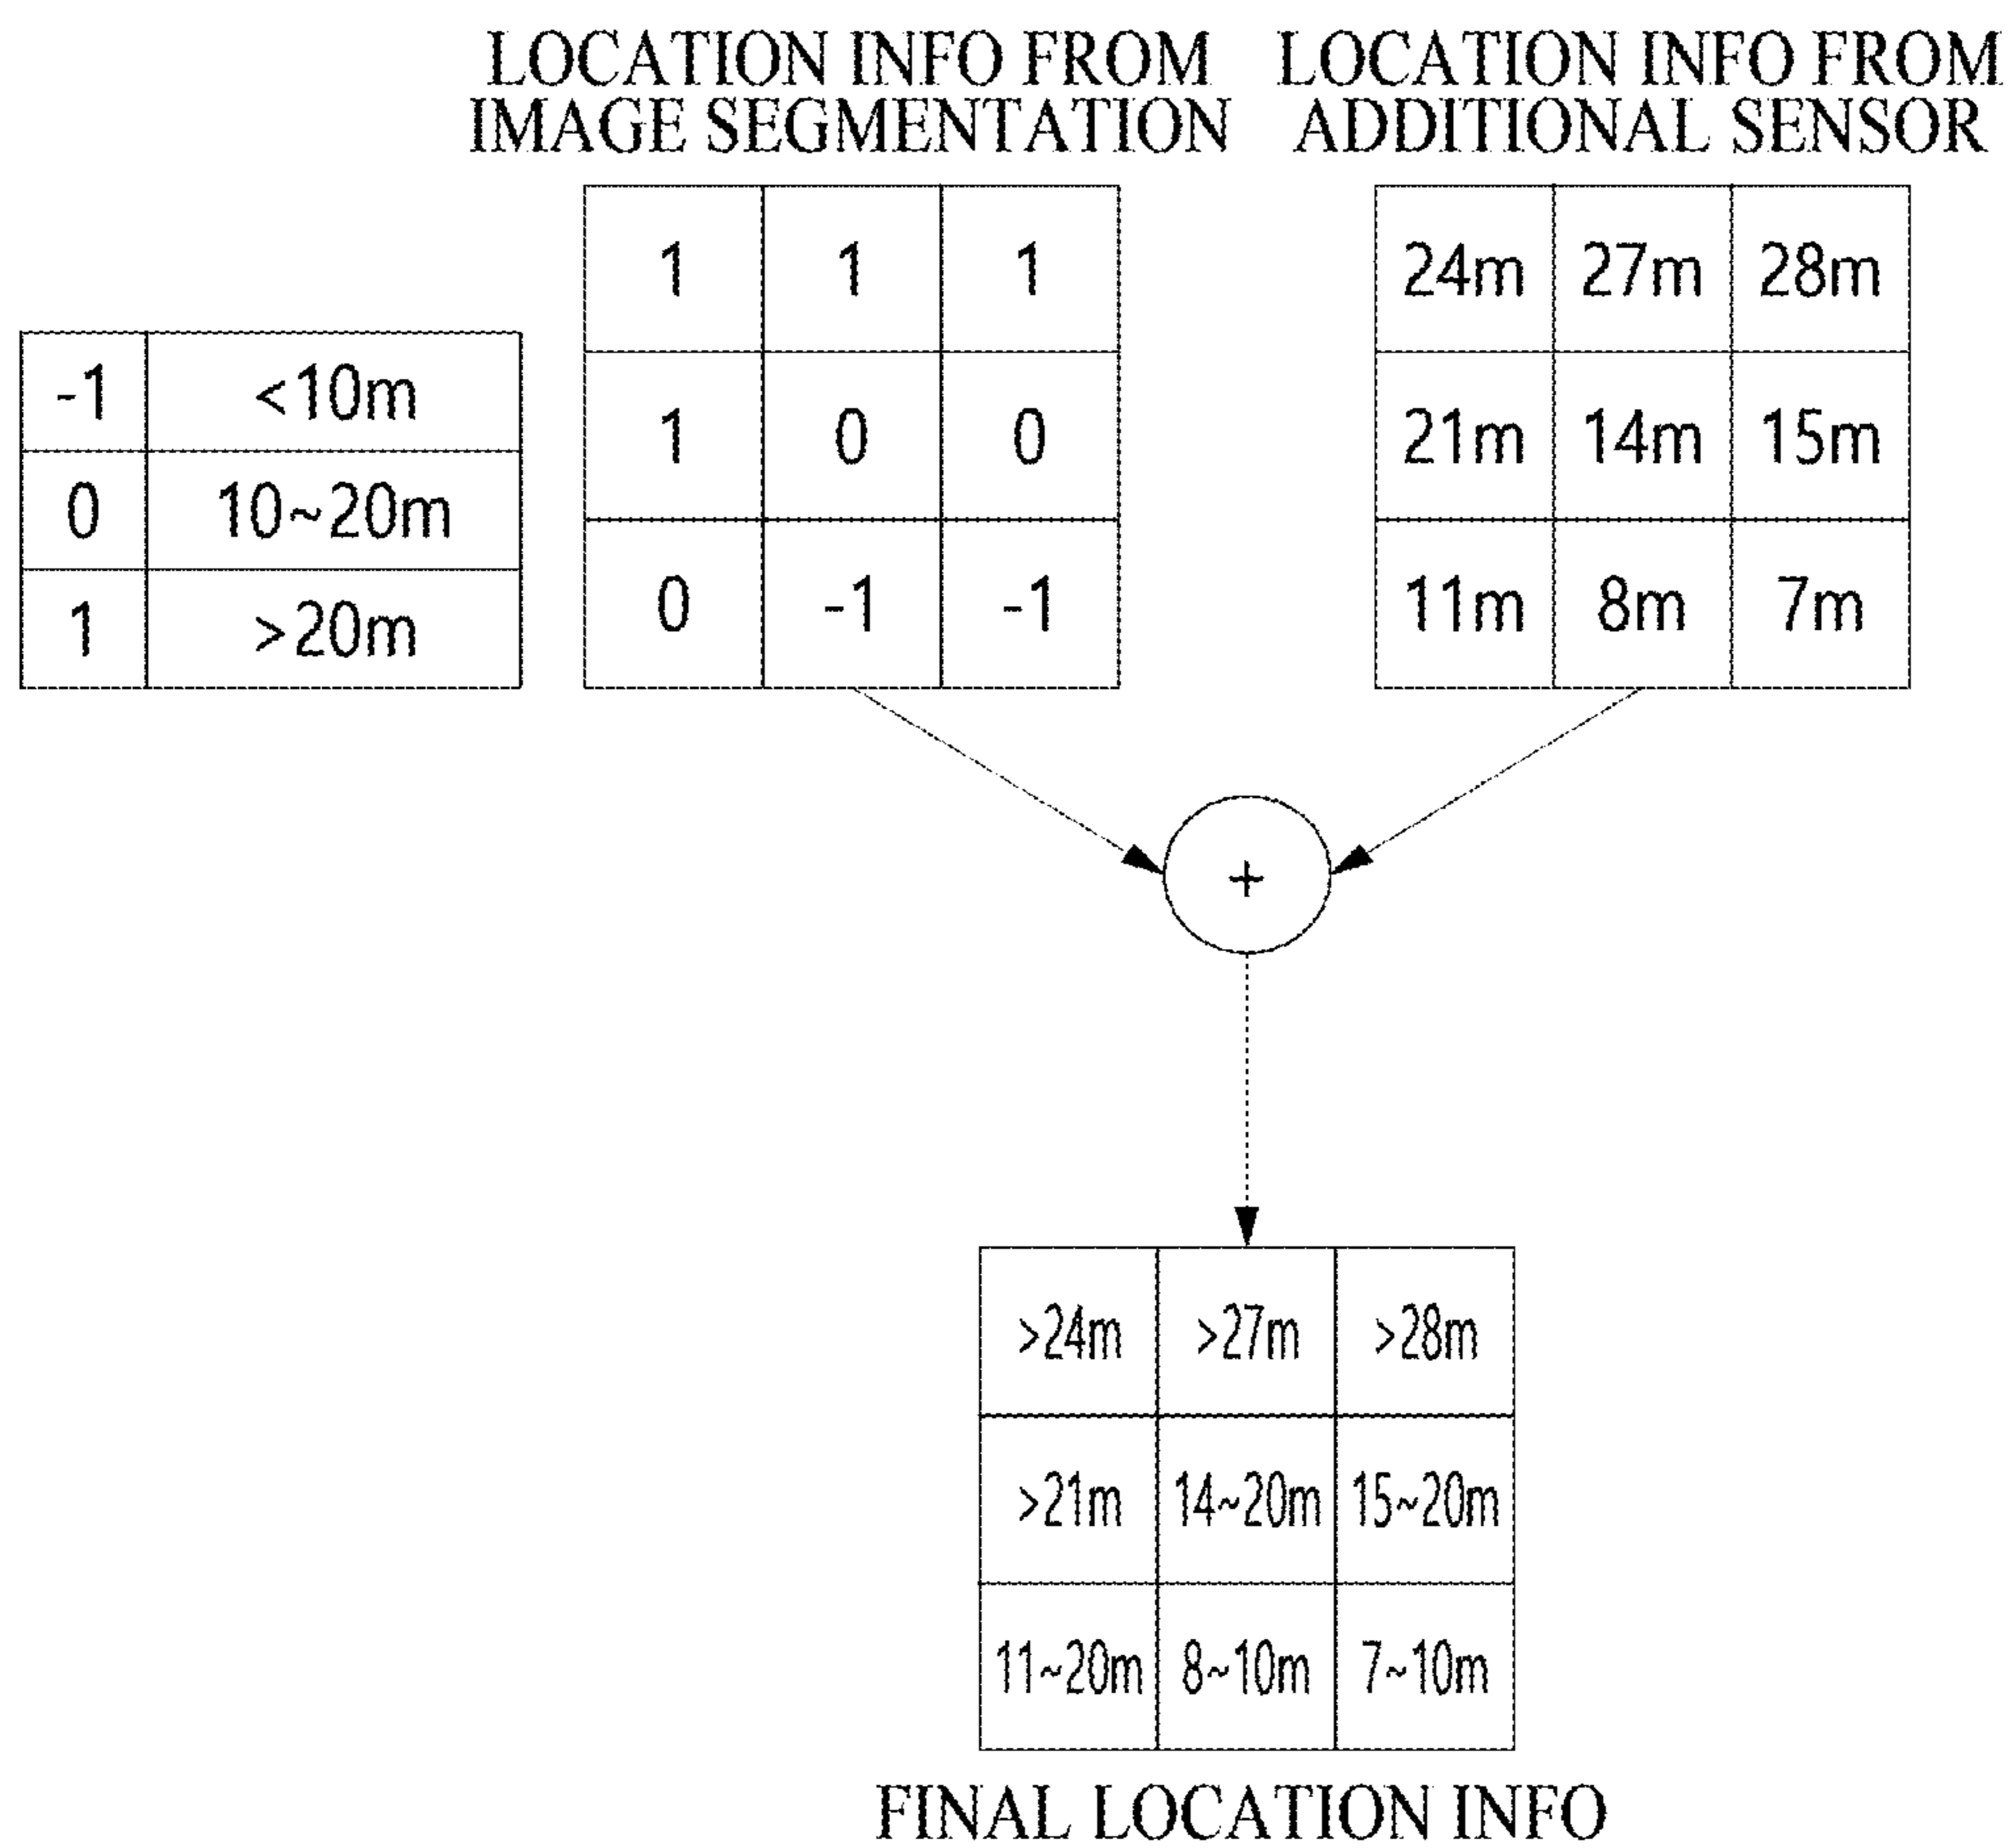 LOCATION INFO FROM
IMAGE SEGMENTATION
LOCATION INFO FROM
ADDITIONAL SENSOR
-1 <10m
0 10~20m
1 >20m
1 1 1
1 0 0
0 -1 -1
24m 27m 28m
21m 14m 15m
11m 8m 7m
+
>24m >27m >28m
>21m 14~20m 15~20m
11~20m 8~10m 7~10m
FINAL LOCATION INFO